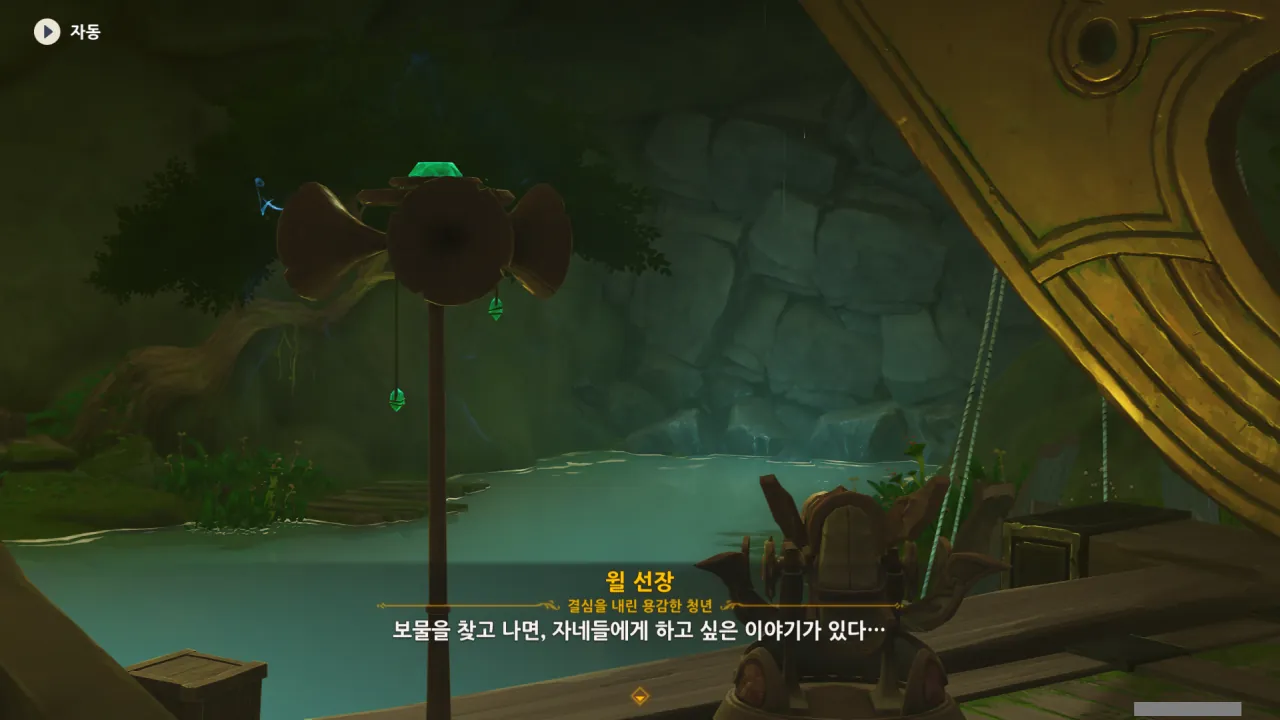 자동
윌 선장
결심을 내린 용감한 청년
보물을 찾고 나면, 자네들에게 하고 싶은 이야기가 있다…